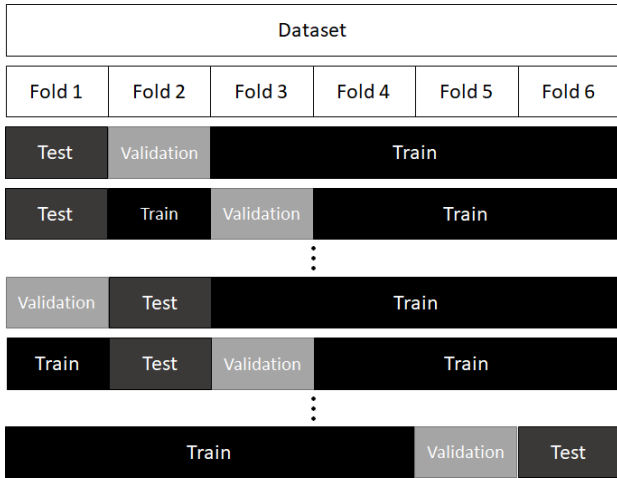 Dataset
Fold 1 Fold 2 Fold 3 Fold 4 Fold 5 Fold 6
Test Validation Train
Test Train Validation Train
Validation Test Train
Train Test Validation Train
Train Validation Test